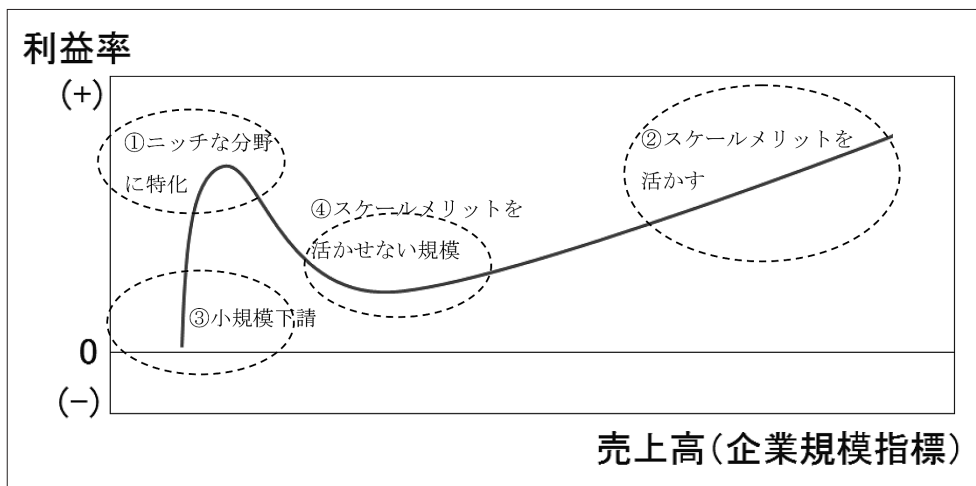 利益率
(+)
①ニッチな分野
に特化
②スケールメリットを
活かす
④スケールメリットを
活かせない規模
③小規模下請
0
(−)
売上高(企業規模指標)